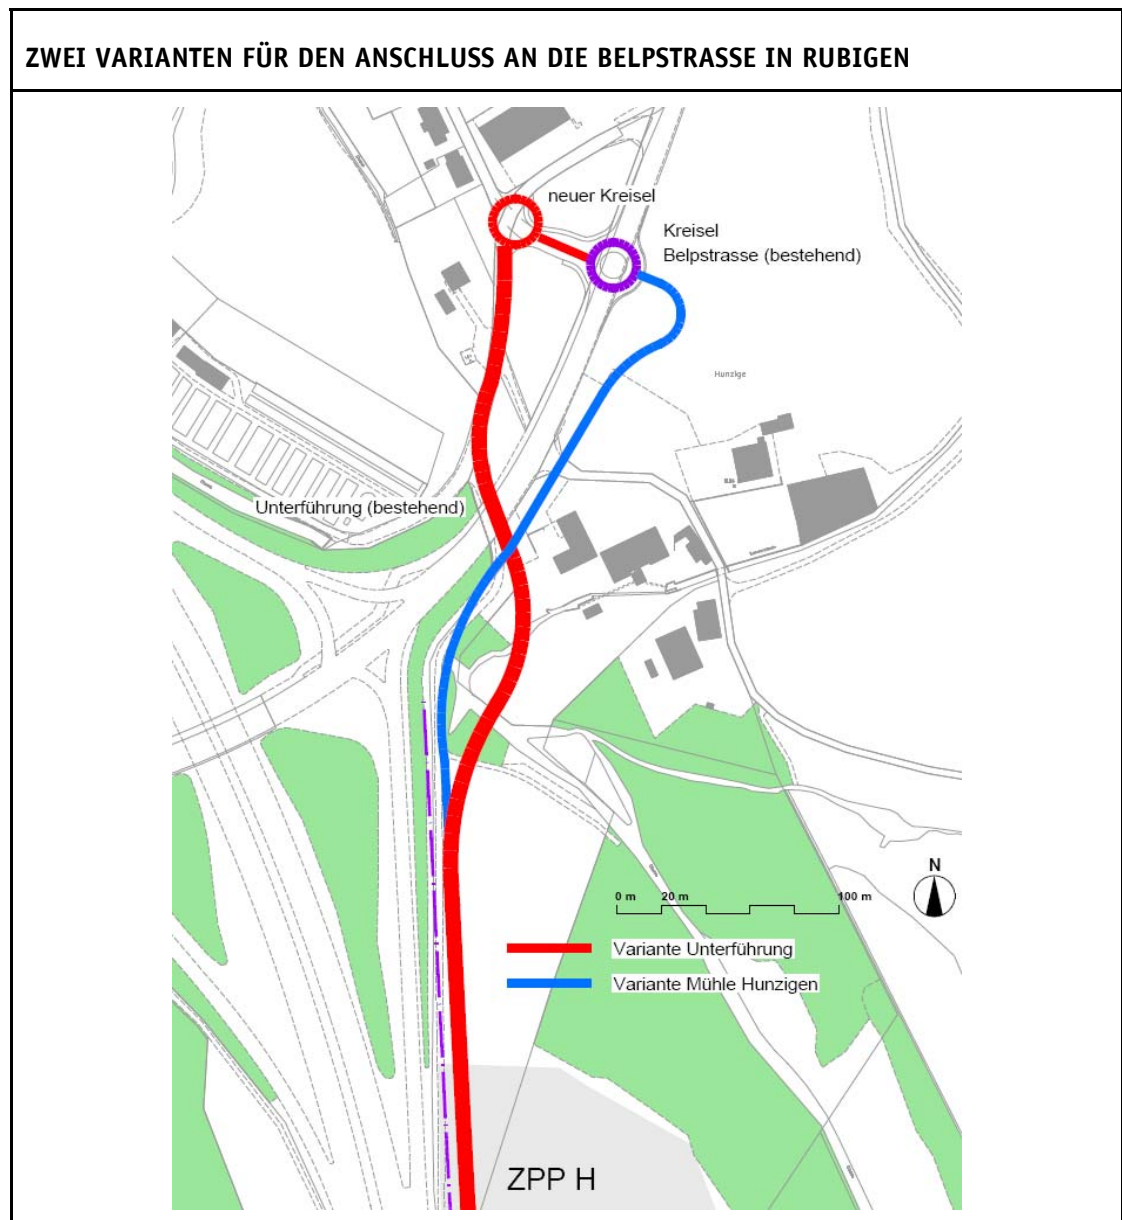 ZWEI VARIANTEN FÜR DEN ANSCHLUSS AN DIE BELPSTRASSE IN RUBIGEN
neuer Kreisel
Kreisel
Belpstrasse (bestehend)
Hunzige
Unterführung (bestehend)
N
0 m 20 m 100 m
Variante Unterführung
Variante Mühle Hunzigen
ZPP H